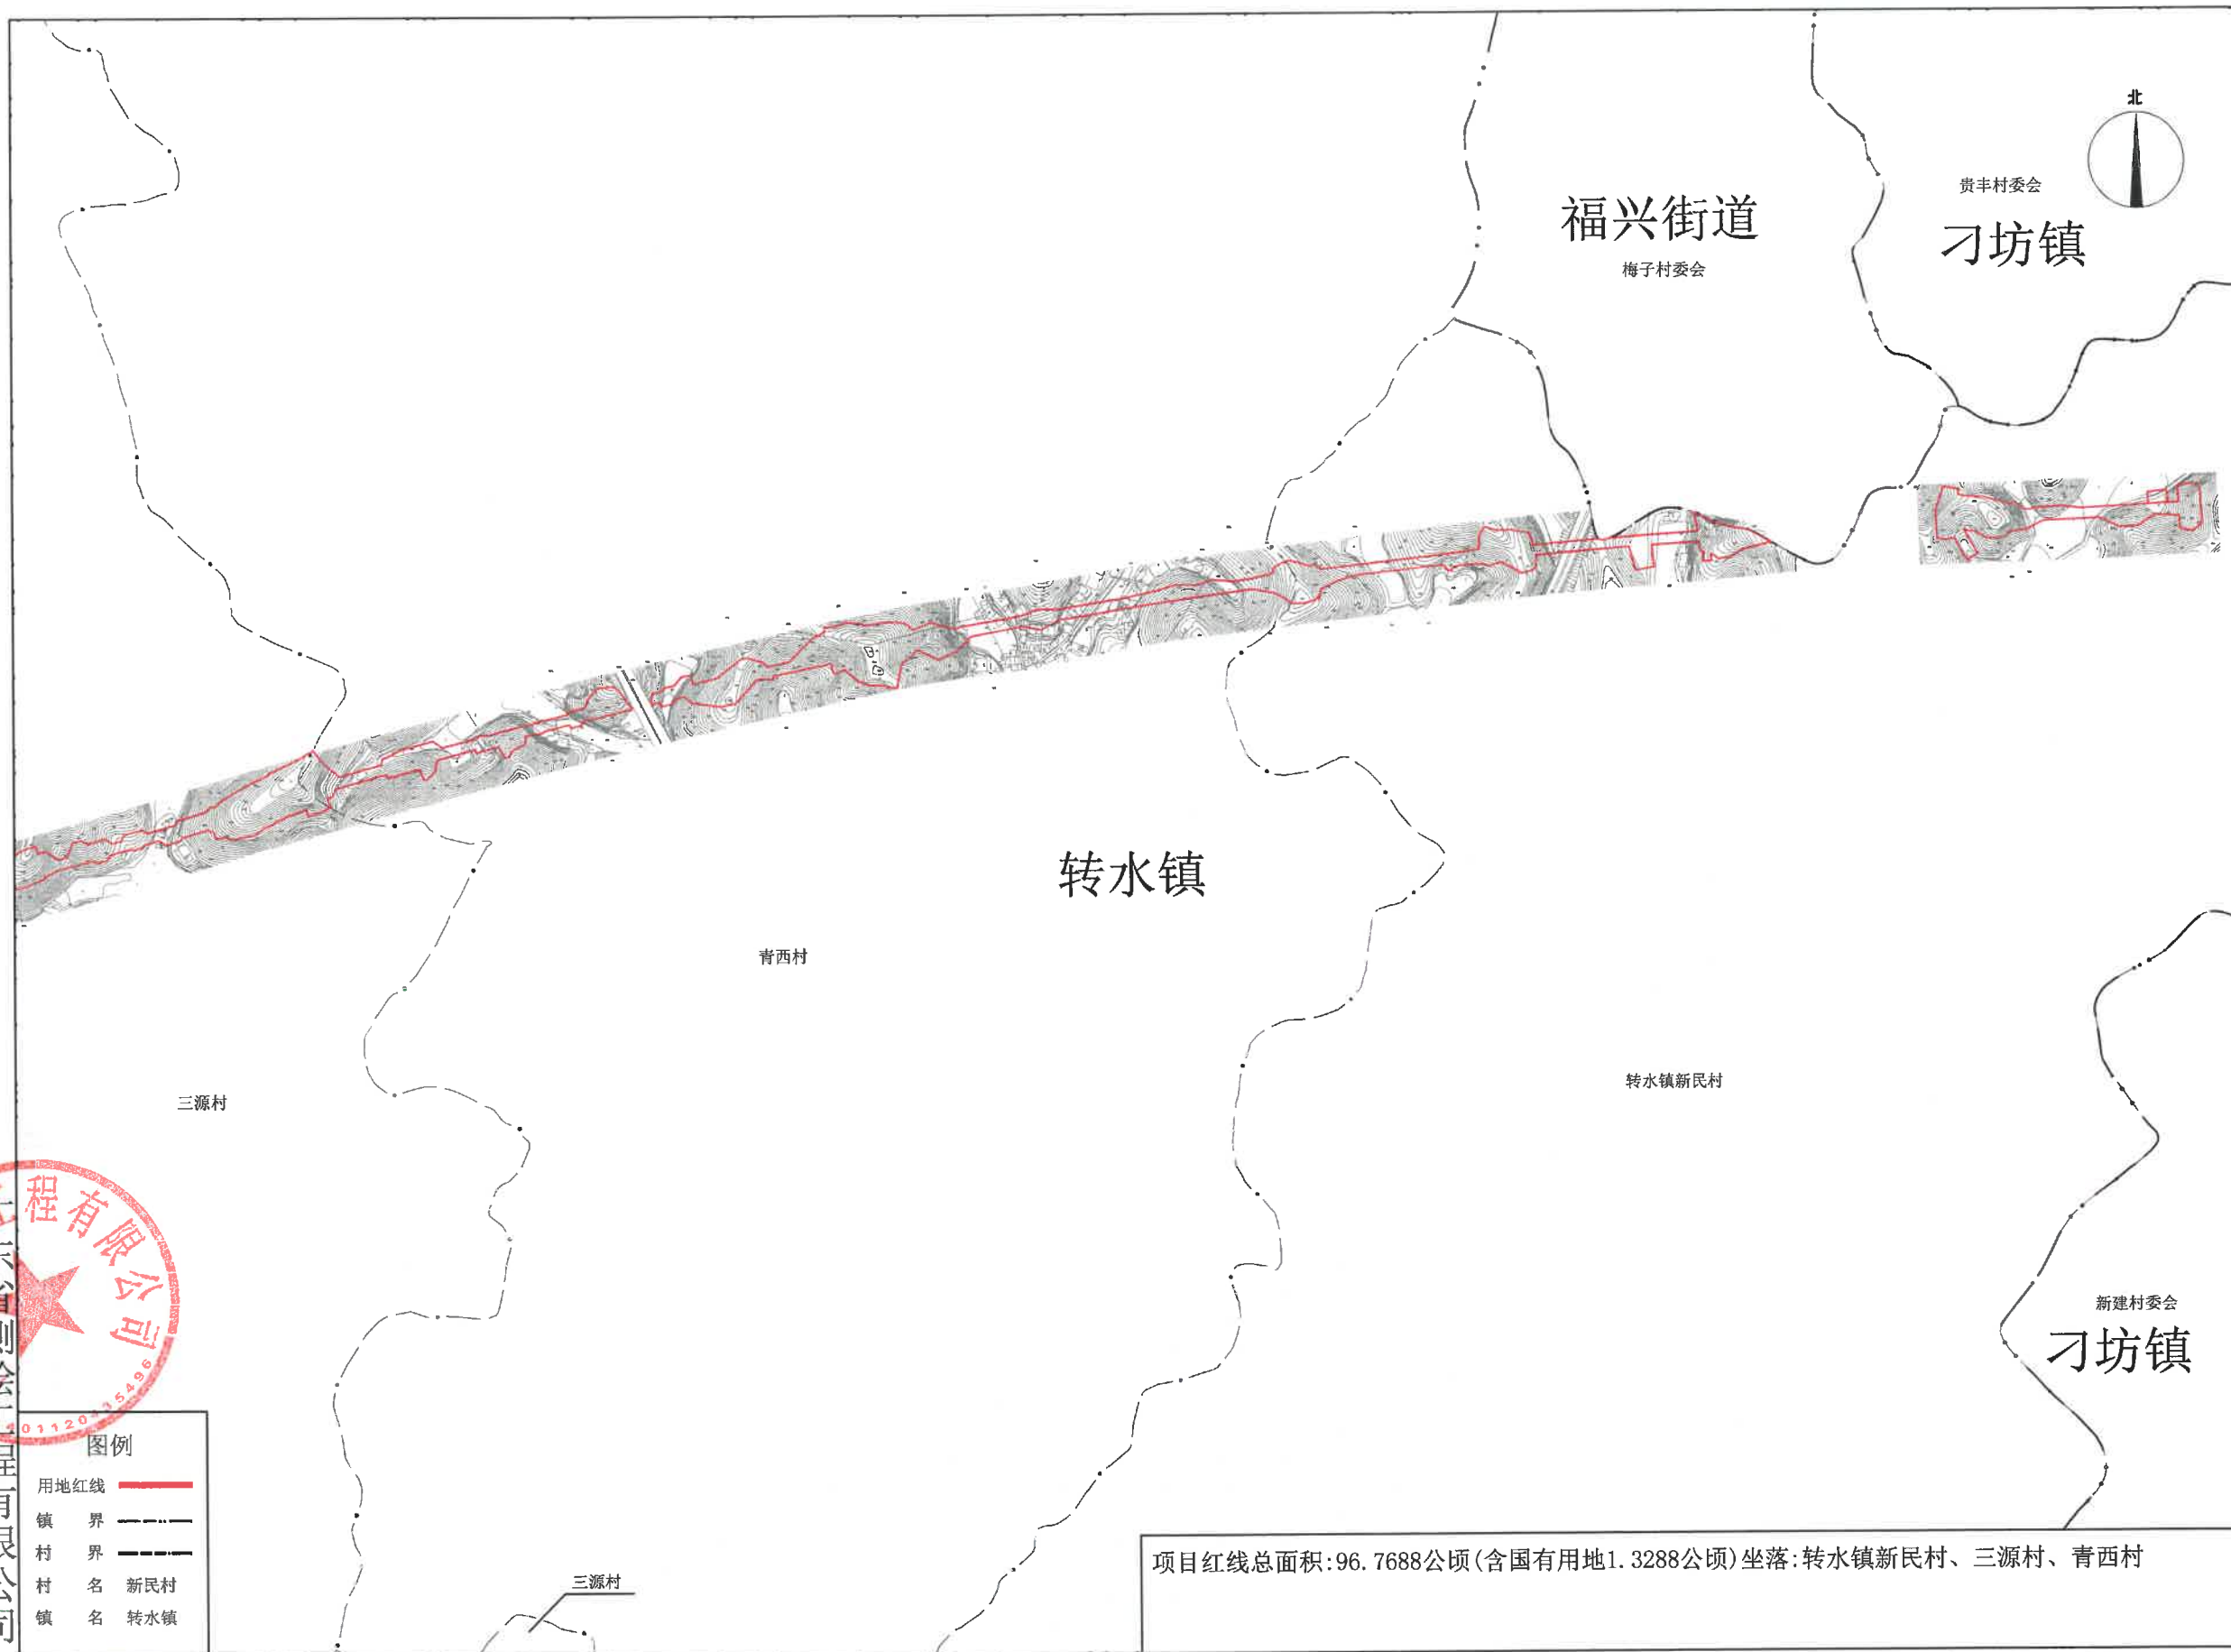 北
贵丰村委会
刁坊镇
福兴街道
梅子村委会
转水镇
青西村
转水镇新民村
三源村
程有限公司
新建村委会
刁坊镇
图例
用地红线
镇 界
村 界
村 名 新民村
镇 名 转水镇
三源村
项目红线总面积:96.7688公顷(含国有用地1.3288公顷)坐落:转水镇新民村、三源村、青西村